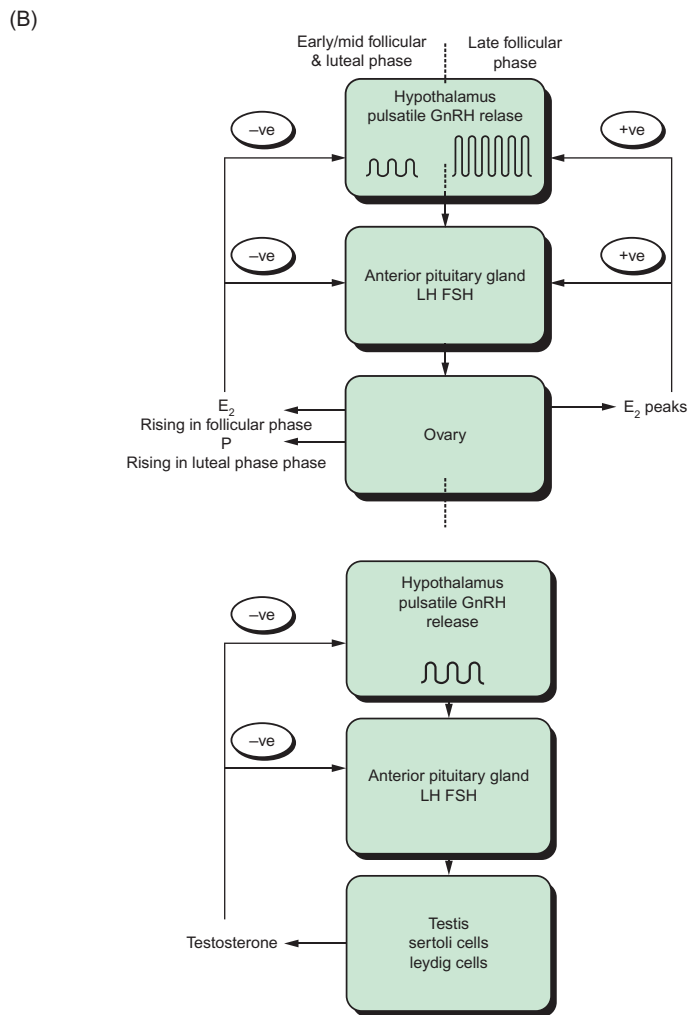 (B)
Early/mid follicular
& luteal phase
Late follicular
phase
Hypothalamus
pulsatile GnRH relase
–ve
+ve
–ve
+ve
Anterior pituitary gland
LH FSH
E2
Rising in follicular phase
P
Rising in luteal phase phase
Ovary
E2 peaks
Hypothalamus
pulsatile GnRH
release
–ve
–ve
Anterior pituitary gland
LH FSH
Testosterone
Testis
sertoli cells
leydig cells